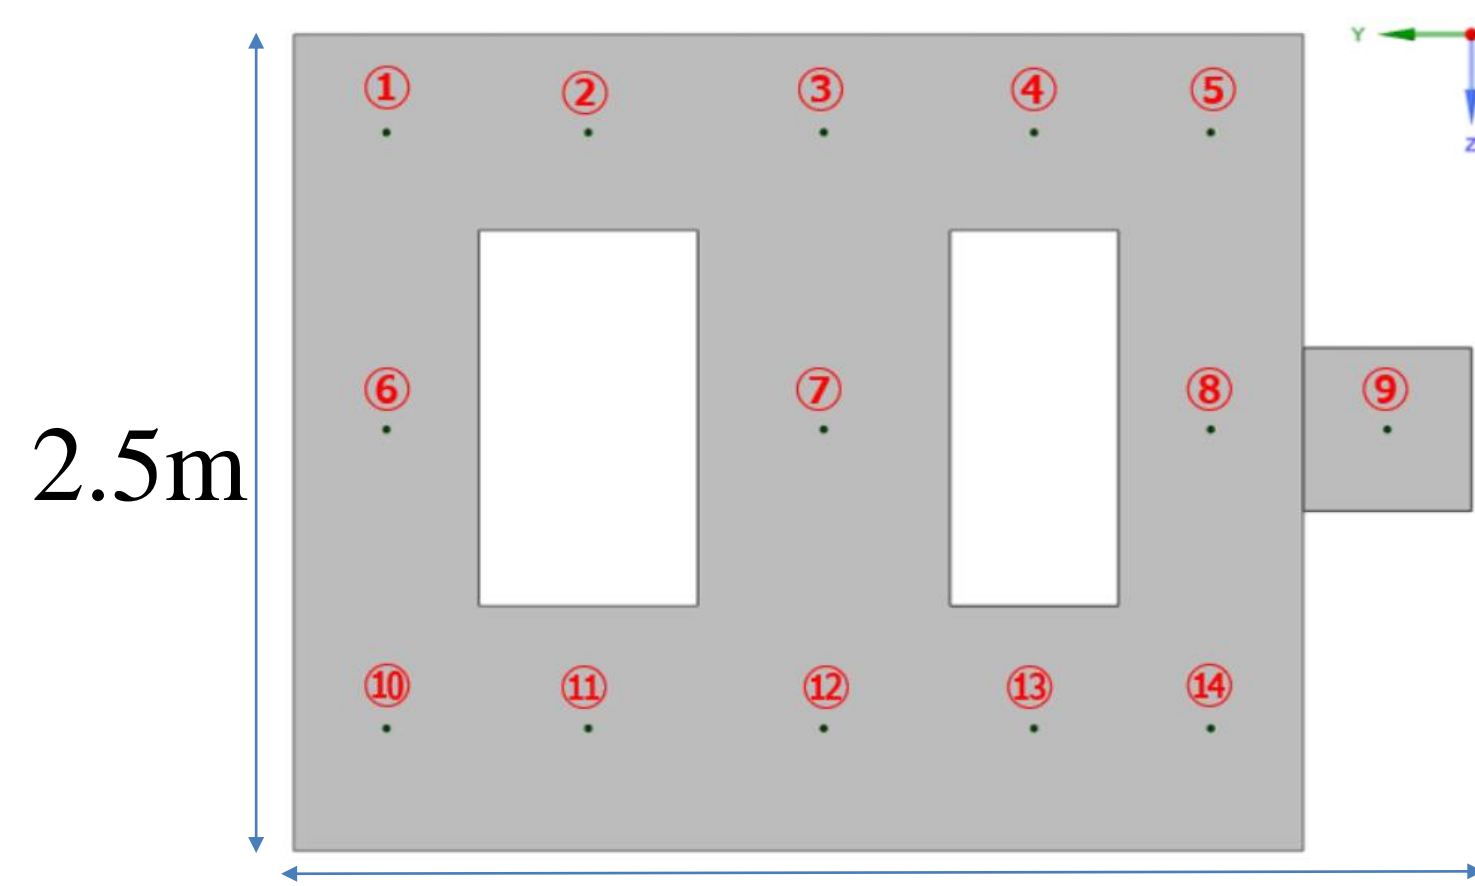 Y
① ② ③ ④ ⑤
Z
⑥ ⑦ ⑧ ⑨
2.5m
⑩ ⑪ ⑫ ⑬ ⑭